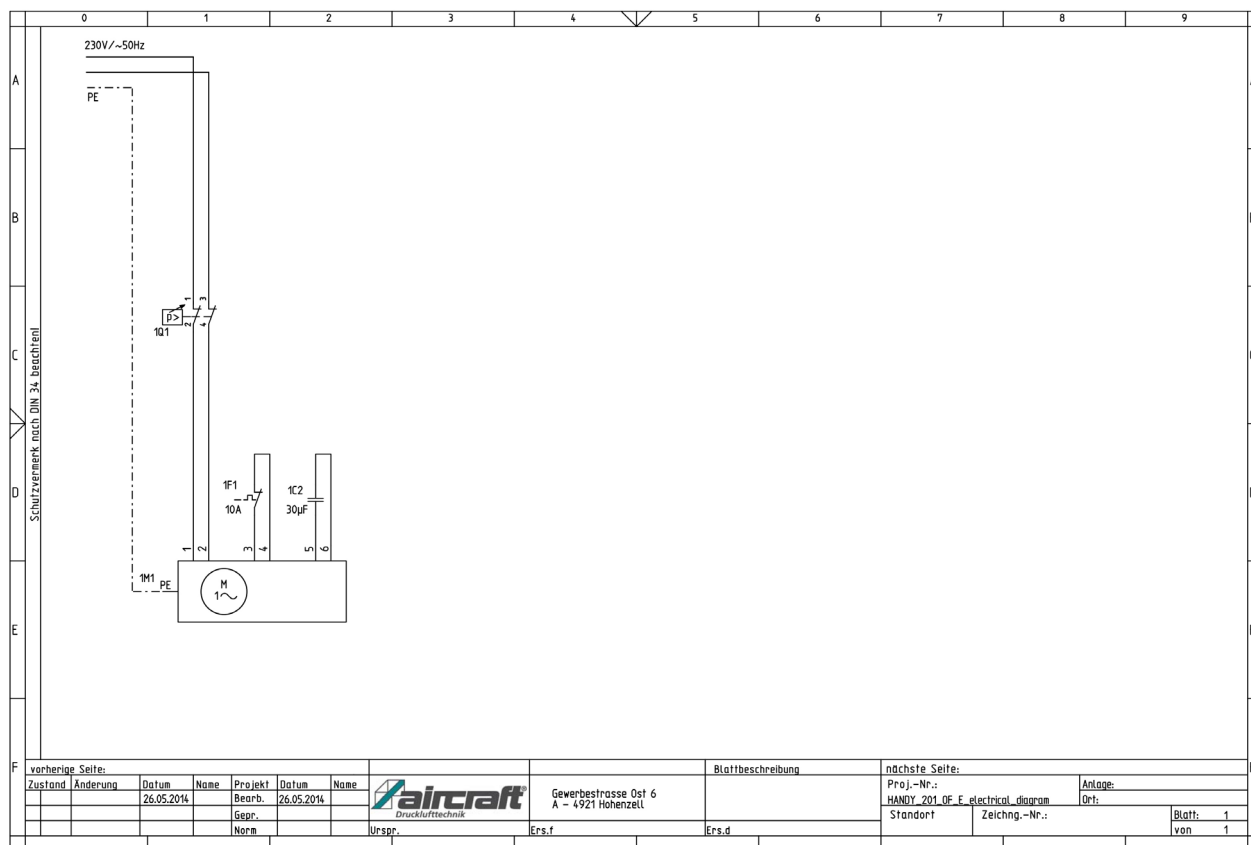 0 1 2 3 4 5 6 7 8 9
230V/~50Hz
A
PE
B
1 3
p>
2 4
1Q1
C
Schutzvermerk nach DIN 34 beachten!
D
1F1
10A
1C2
30µF
1 2 3 4 5 6
1M1 PE
M
1~
E
F
vorherige Seite:
Blattbeschreibung
nächste Seite:
Zustand Änderung Datum Name Projekt Datum Name
26.05.2014 Bearb. 26.05.2014
Gepr.
Norm
aircraft
Drucklufttechnik
Urspr.
Gewerbestrasse Ost 6
A - 4921 Hohenzell
Ers.f
Ers.d
Proj.-Nr.:
HANDY_201_OF_E_electrical_diagram
Anlage:
Ort:
Standort Zeichng.-Nr.:
Blatt: 1
von 1